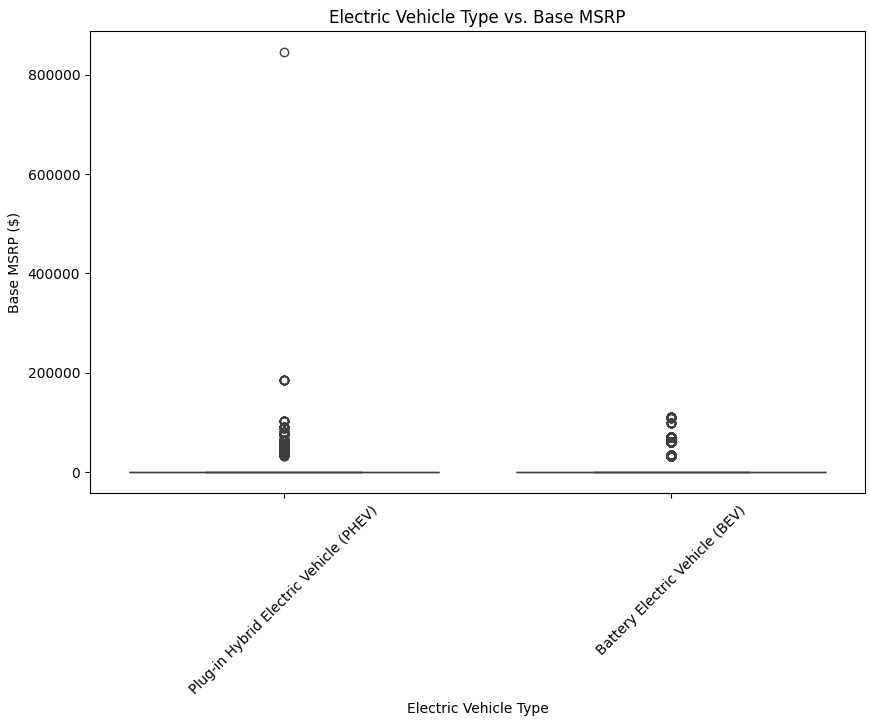 Electric Vehicle Type vs. Base MSRP
800000
600000
400000
200000
0
Base MSRP ($)
Plug-in Hybrid Electric Vehicle (PHEV)
Battery Electric Vehicle (BEV)
Electric Vehicle Type